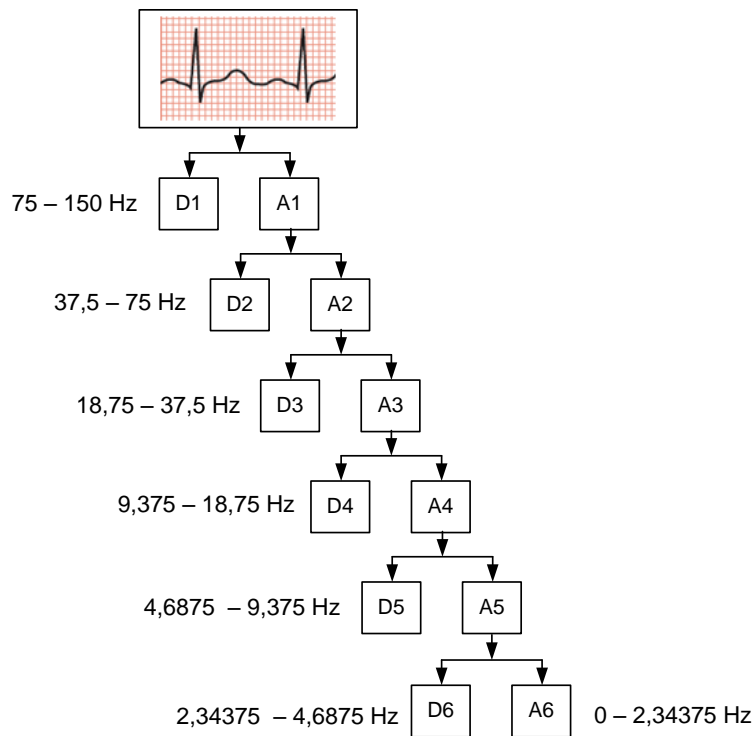 75 – 150 Hz D1 A1
37,5 – 75 Hz D2 A2
18,75 – 37,5 Hz D3 A3
9,375 – 18,75 Hz D4 A4
4,6875 – 9,375 Hz D5 A5
2,34375 – 4,6875 Hz D6 A6 0 – 2,34375 Hz